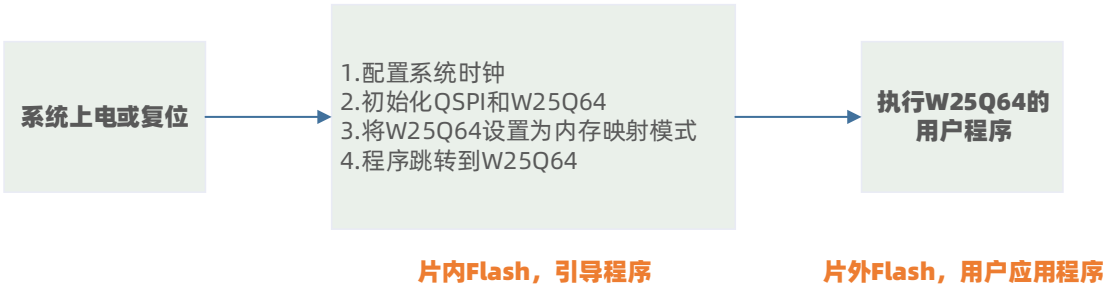 系统上电或复位
1.配置系统时钟
2.初始化QSPI和W25Q64
3.将W25Q64设置为内存映射模式
4.程序跳转到W25Q64
执行W25Q64的
用户程序
片内Flash，引导程序
片外Flash，用户应用程序